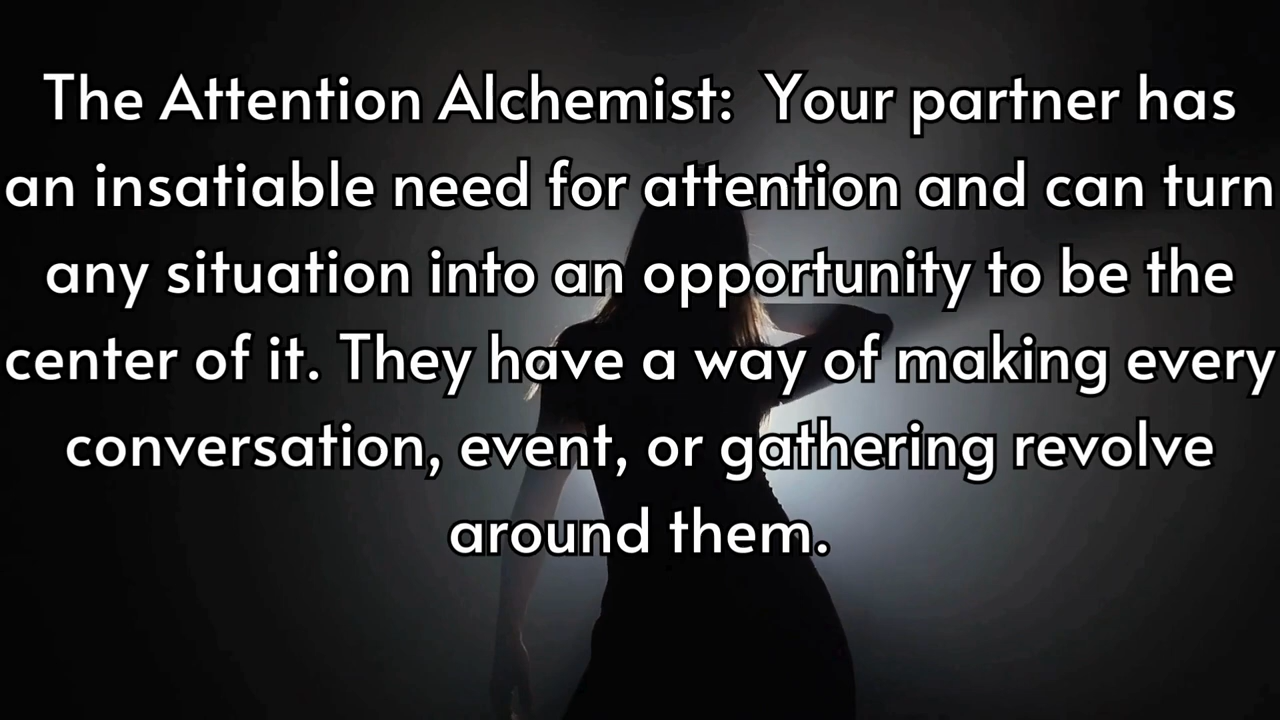 The Attention Alchemist:  Your partner has
an insatiable need for attention and can turn
any situation into an opportunity to be the
center of it. They have a way of making every
conversation, event, or gathering revolve
around them.